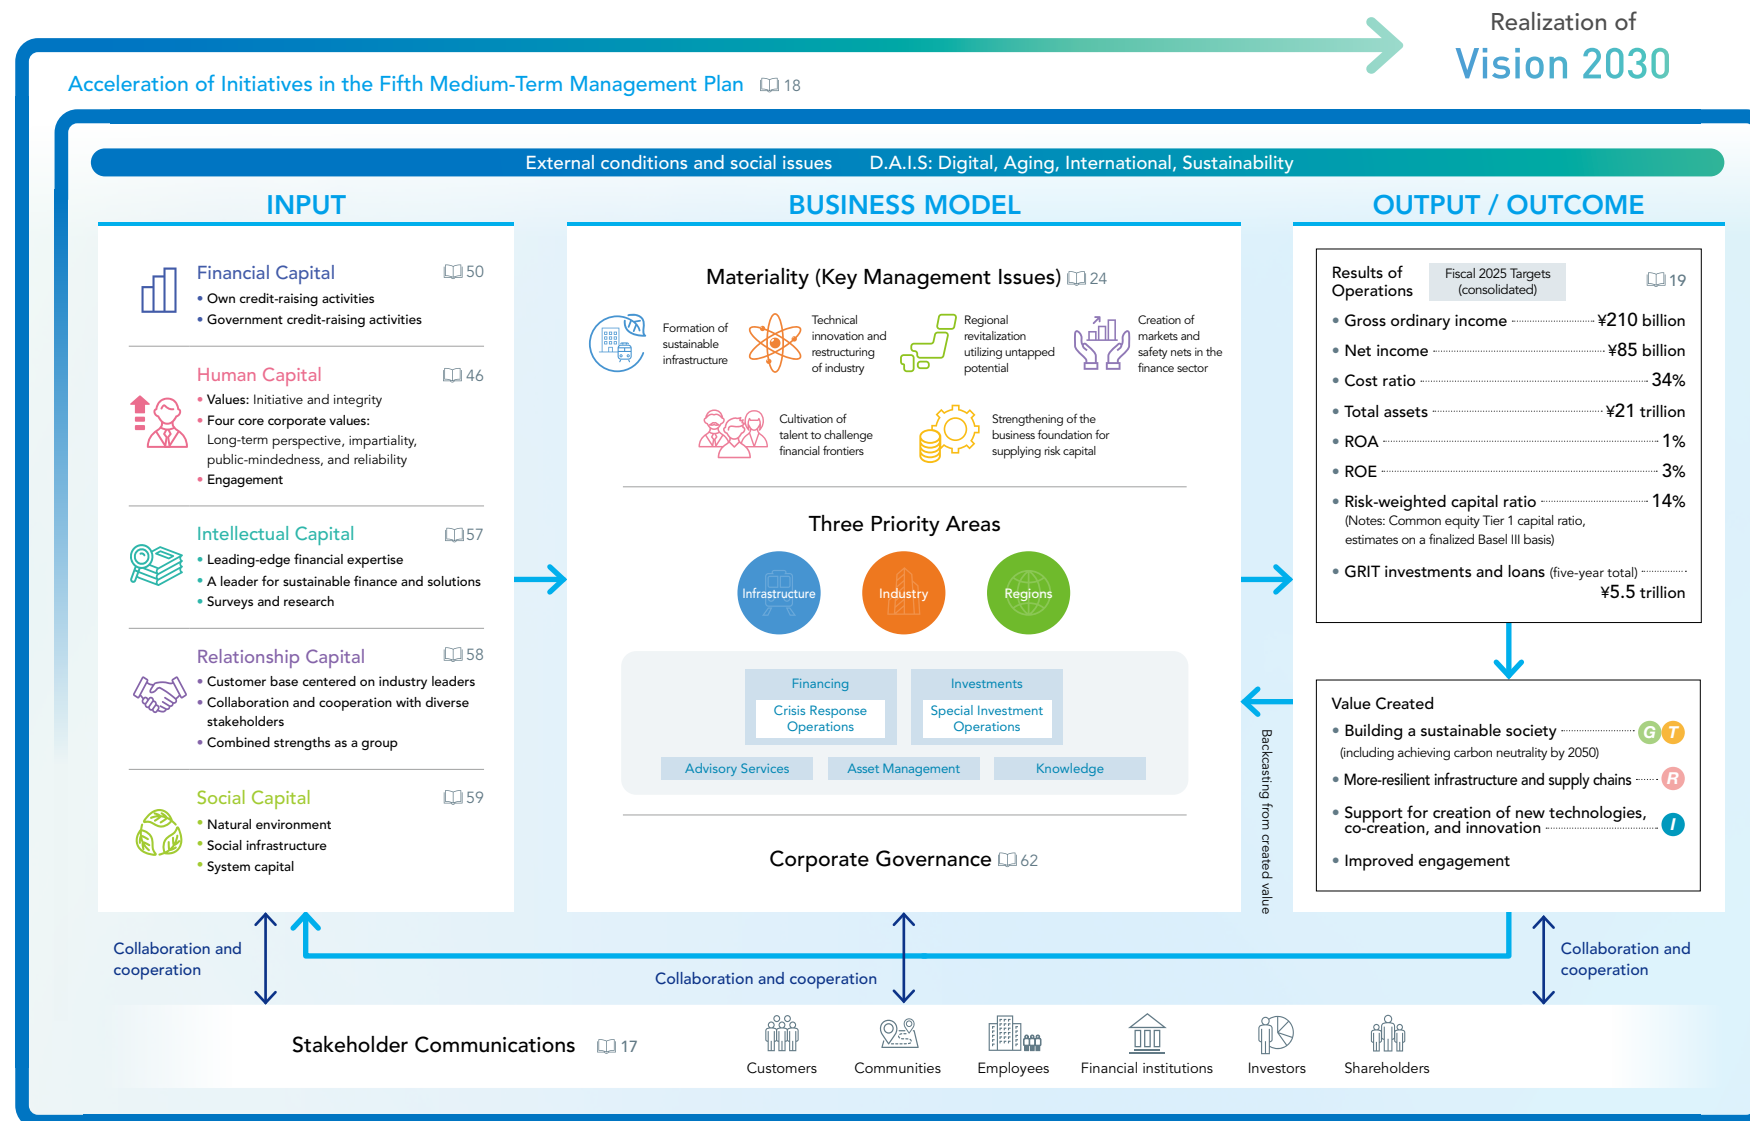 Realization of
Vision 2030
Acceleration of Initiatives in the Fifth Medium-Term Management Plan 18
External conditions and social issues D.A.I.S: Digital, Aging, International, Sustainability
INPUT
Financial Capital 50
• Own credit-raising activities
• Government credit-raising activities
Human Capital 46
• Values: Initiative and integrity
• Four core corporate values:
Long-term perspective, impartiality,
public-mindedness, and reliability
• Engagement
Intellectual Capital 57
• Leading-edge financial expertise
• A leader for sustainable finance and solutions
• Surveys and research
Relationship Capital 58
• Customer base centered on industry leaders
• Collaboration and cooperation with diverse
stakeholders
• Combined strengths as a group
Social Capital 59
• Natural environment
• Social infrastructure
• System capital
BUSINESS MODEL
Materiality (Key Management Issues) 24
Formation of
sustainable
infrastructure
Technical
innovation and
restructuring
of industry
Regional
revitalization
utilizing untapped
potential
Creation of
markets and
safety nets in the
finance sector
Cultivation of
talent to challenge
financial frontiers
Strengthening of the
business foundation for
supplying risk capital
Three Priority Areas
Infrastructure
Industry
Regions
Financing
Crisis Response
Operations
Investments
Special Investment
Operations
Advisory Services
Asset Management
Knowledge
Corporate Governance 62
OUTPUT / OUTCOME
Results of
Operations
Fiscal 2025 Targets
(consolidated)
19
• Gross ordinary income ¥210 billion
• Net income ¥85 billion
• Cost ratio 34%
• Total assets ¥21 trillion
• ROA 1%
• ROE 3%
• Risk-weighted capital ratio 14%
(Notes: Common equity Tier 1 capital ratio,
estimates on a finalized Basel III basis)
• GRIT investments and loans (five-year total)
¥5.5 trillion
Backcasting from created value
Value Created
• Building a sustainable society G T
(including achieving carbon neutrality by 2050)
• More-resilient infrastructure and supply chains R
• Support for creation of new technologies,
co-creation, and innovation I
• Improved engagement
Collaboration and
cooperation
Collaboration and cooperation
Collaboration and
cooperation
Stakeholder Communications 17
Customers
Communities
Employees
Financial institutions
Investors
Shareholders